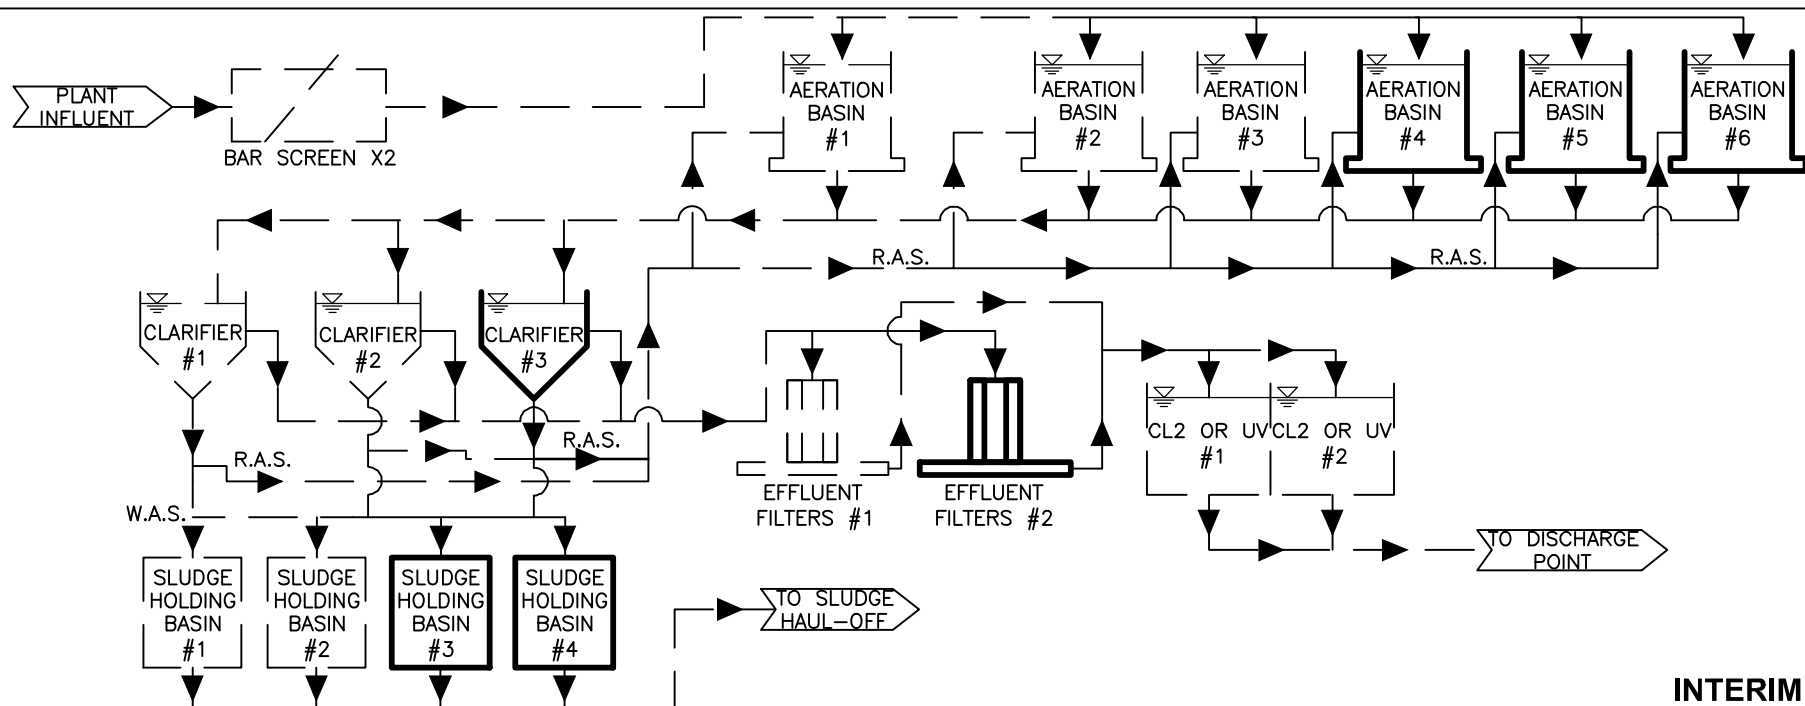 PLANT
INFLUENT
BAR SCREEN X2
AERATION
BASIN
#1
AERATION
BASIN
#2
AERATION
BASIN
#3
AERATION
BASIN
#4
AERATION
BASIN
#5
AERATION
BASIN
#6
R.A.S.
R.A.S.
CLARIFIER
#1
CLARIFIER
#2
CLARIFIER
#3
R.A.S.
R.A.S.
W.A.S.
EFFLUENT
FILTERS #1
EFFLUENT
FILTERS #2
CL2 OR UV
#1
CL2 OR UV
#2
TO DISCHARGE
POINT
SLUDGE
HOLDING
BASIN
#1
SLUDGE
HOLDING
BASIN
#2
SLUDGE
HOLDING
BASIN
#3
SLUDGE
HOLDING
BASIN
#4
TO SLUDGE
HAUL-OFF
INTERIM